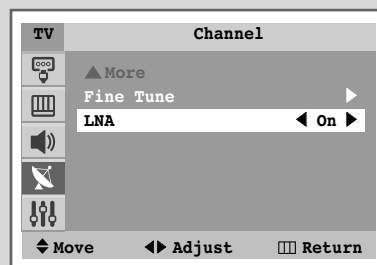 TV Channel
▲More
Fine Tune ▶
LNA ◀ On ▶
Move Adjust Return